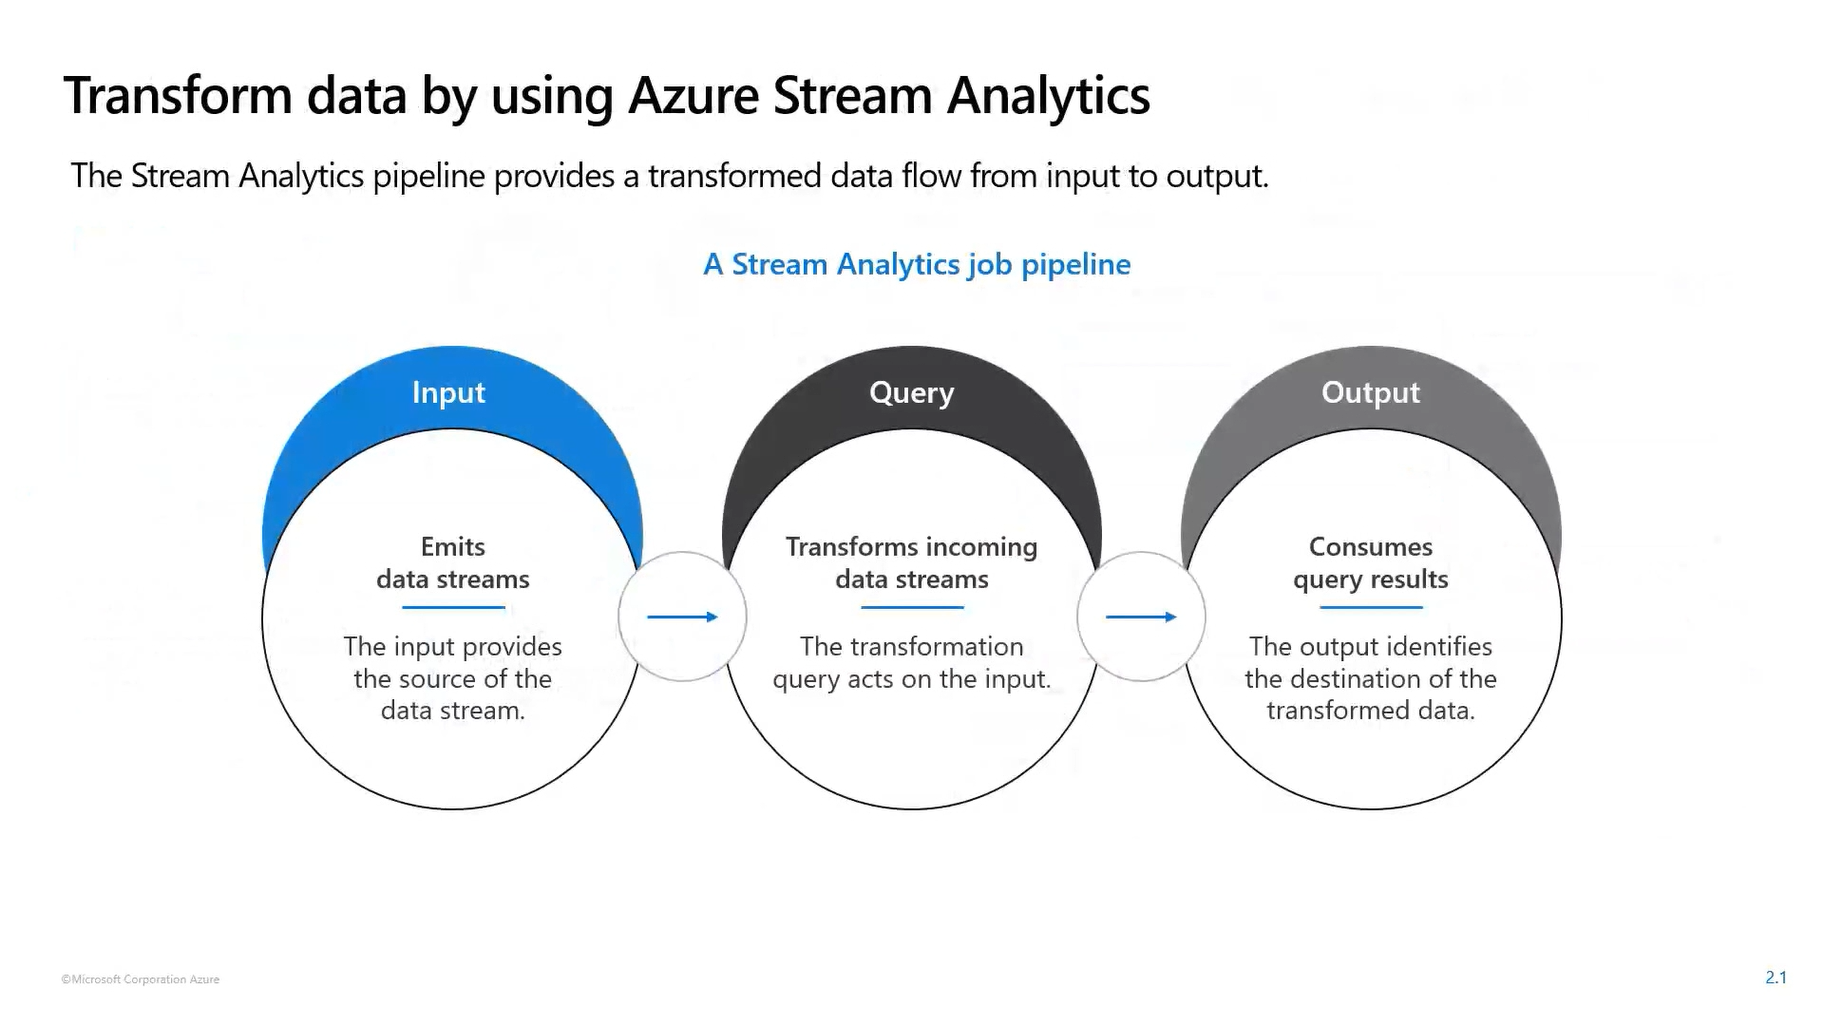 Transform data by using Azure Stream Analytics
The Stream Analytics pipeline provides a transformed data flow from input to output.
A Stream Analytics job pipeline
Input
Emits
data streams
The input provides
the source of the
data stream.
Query
Transforms incoming
data streams
The transformation
query acts on the input.
Output
Consumes
query results
The output identifies
the destination of the
transformed data.
©Microsoft Corporation Azure
2.1